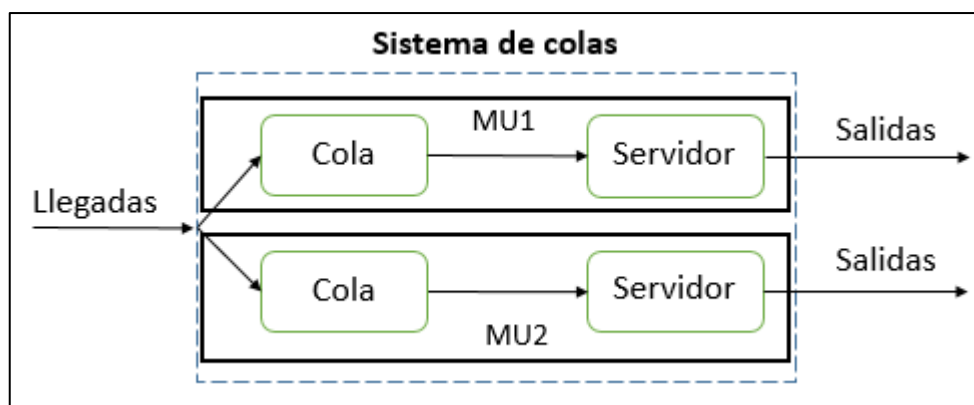 Sistema de colas
MU1
Cola
Servidor
Salidas
Llegadas
Cola
Servidor
Salidas
MU2